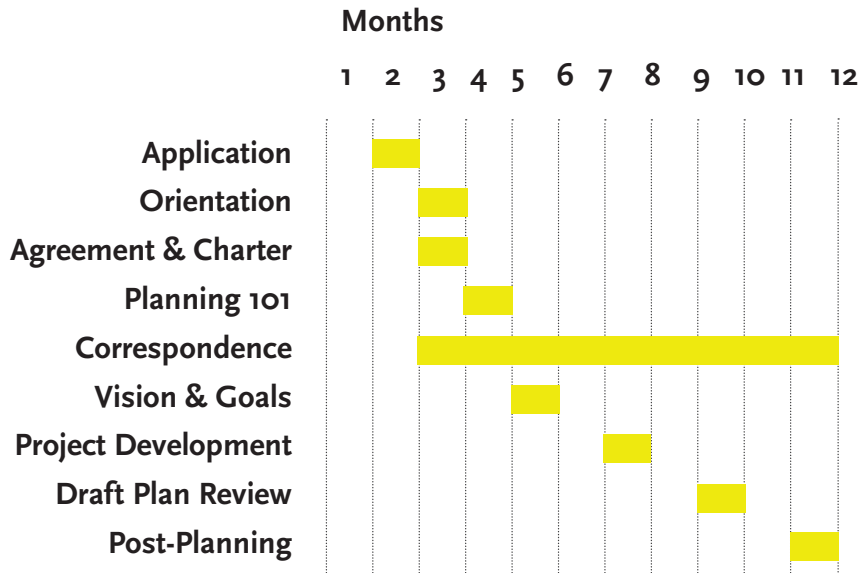 Months
1 2 3 4 5 6 7 8 9 10 11 12
Application
Orientation
Agreement & Charter
Planning 101
Correspondence
Vision & Goals
Project Development
Draft Plan Review
Post-Planning